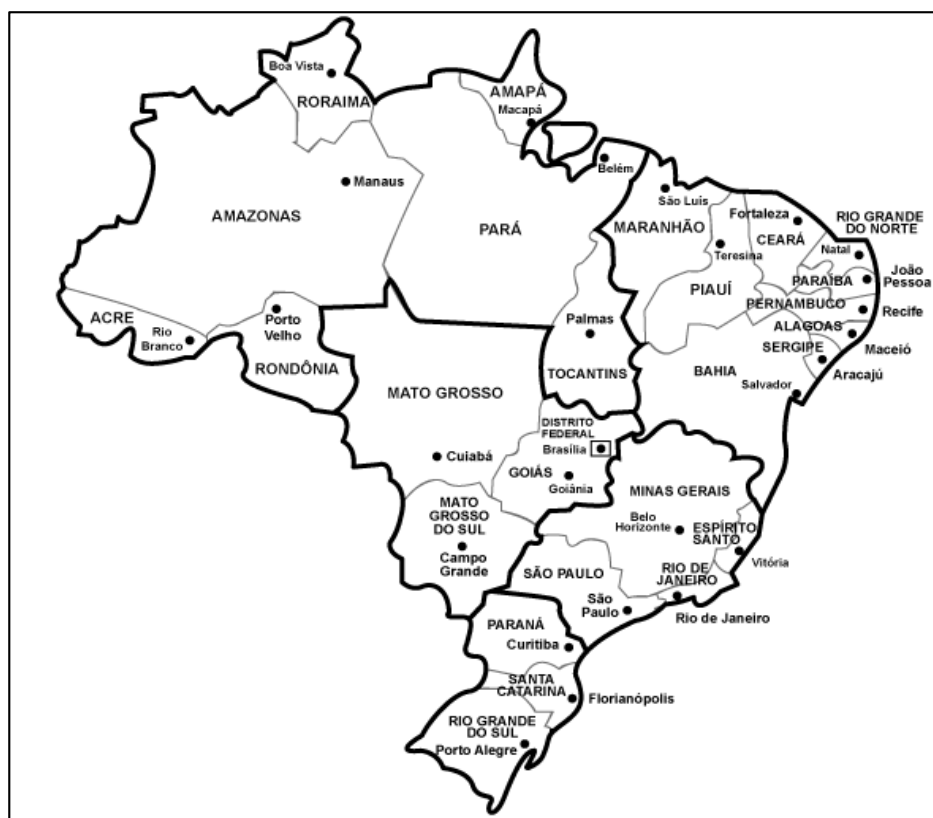 Boa Vista
RORAIMA
AMAPÁ
Macapá
Belém
Manaus
AMAZONAS
PARÁ
São Luís
MARANHÃO
Fortaleza
CEARÁ
RIO GRANDE
DO NORTE
Natal
Teresina
PIAUÍ
PARAÍBA
João
Pessoa
PERNAMBUCO
Recife
ALAGOAS
Maceió
SERGIPE
Aracajú
ACRE
Rio
Branco
Porto
Velho
RONDÔNIA
Palmas
TOCANTINS
BAHIA
Salvador
MATO GROSSO
Cuiabá
DISTRITO
FEDERAL
Brasília
GOIÁS
Goiânia
MINAS GERAIS
Belo
Horizonte
ESPÍRITO
SANTO
Vitória
MATO
GROSSO
DO SUL
Campo
Grande
SÃO PAULO
São
Paulo
RIO DE
JANEIRO
Rio de Janeiro
PARANÁ
Curitiba
SANTA
CATARINA
Florianópolis
RIO GRANDE
DO SUL
Porto Alegre